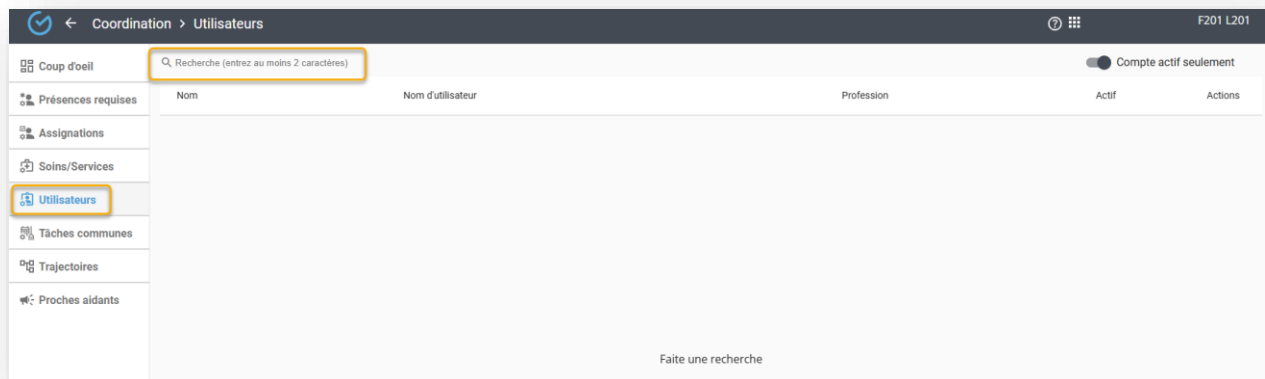 Coordination > Utilisateurs
F201 L201
Coup d'oeil
Recherche (entrez au moins 2 caractères)
Compte actif seulement
Présences requises
Nom
Nom d'utilisateur
Profession
Actif
Actions
Assignations
Soins/Services
Utilisateurs
Tâches communes
Trajectoires
Proches aidants
Faite une recherche